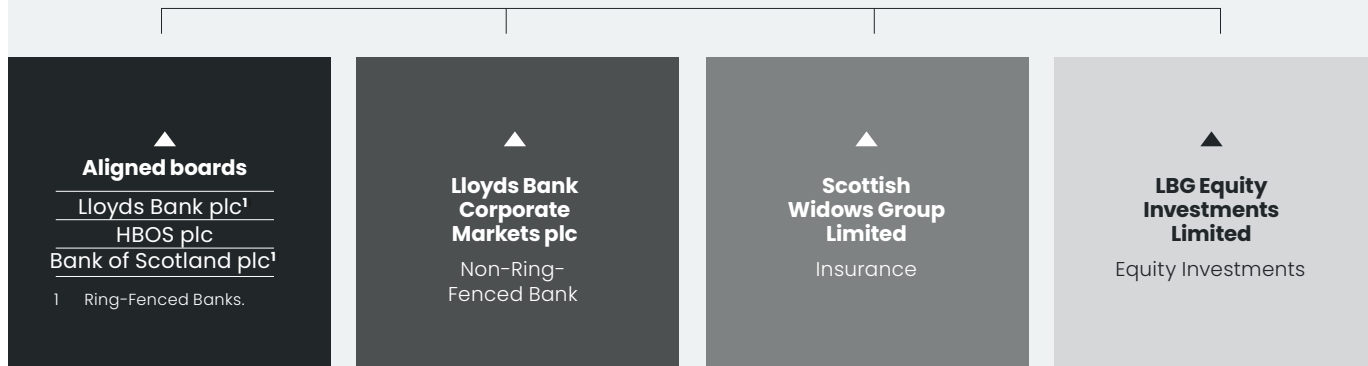 Aligned boards
Lloyds Bank plc¹
HBOS plc
Bank of Scotland plc¹
1 Ring-Fenced Banks.
Lloyds Bank
Corporate
Markets plc
Non-Ring-
Fenced Bank
Scottish
Widows Group
Limited
Insurance
LBG Equity
Investments
Limited
Equity Investments